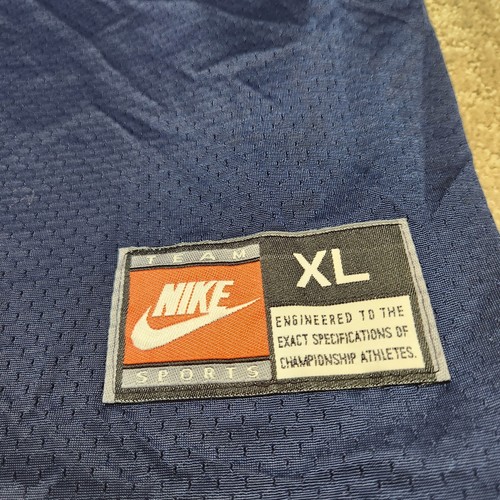 TEAM
NIKE
SPORTS
XL
ENGINEERED TO THE
EXACT SPECIFICATIONS OF
CHAMPIONSHIP ATHLETES.